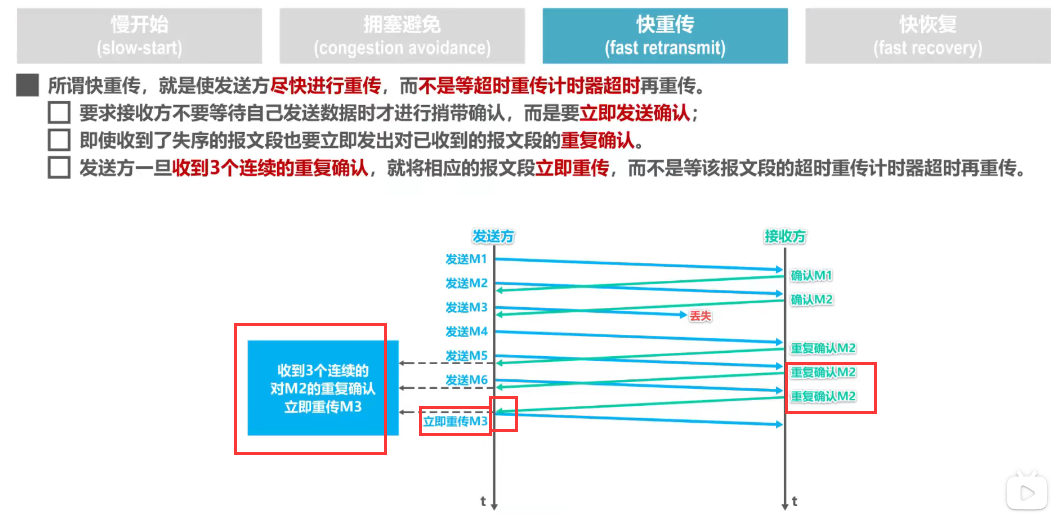 慢开始
(slow-start)
拥塞避免
(congestion avoidance)
快重传
(fast retransmit)
快恢复
(fast recovery)
所谓快重传，就是使发送方尽快进行重传，而不是等超时重传计时器超时再重传。
要求接收方不要等待自己发送数据时才进行捎带确认，而是要立即发送确认；
即使收到了失序的报文段也要立即发出对已收到的报文段的重复确认。
发送方一旦收到3个连续的重复确认，就将相应的报文段立即重传，而不是等该报文段的超时重传计时器超时再重传。
发送方
接收方
发送M1
确认M1
发送M2
确认M2
发送M3
丢失
发送M4
重复确认M2
发送M5
重复确认M2
发送M6
重复确认M2
收到3个连续的
对M2的重复确认
立即重传M3
立即重传M3
t
t